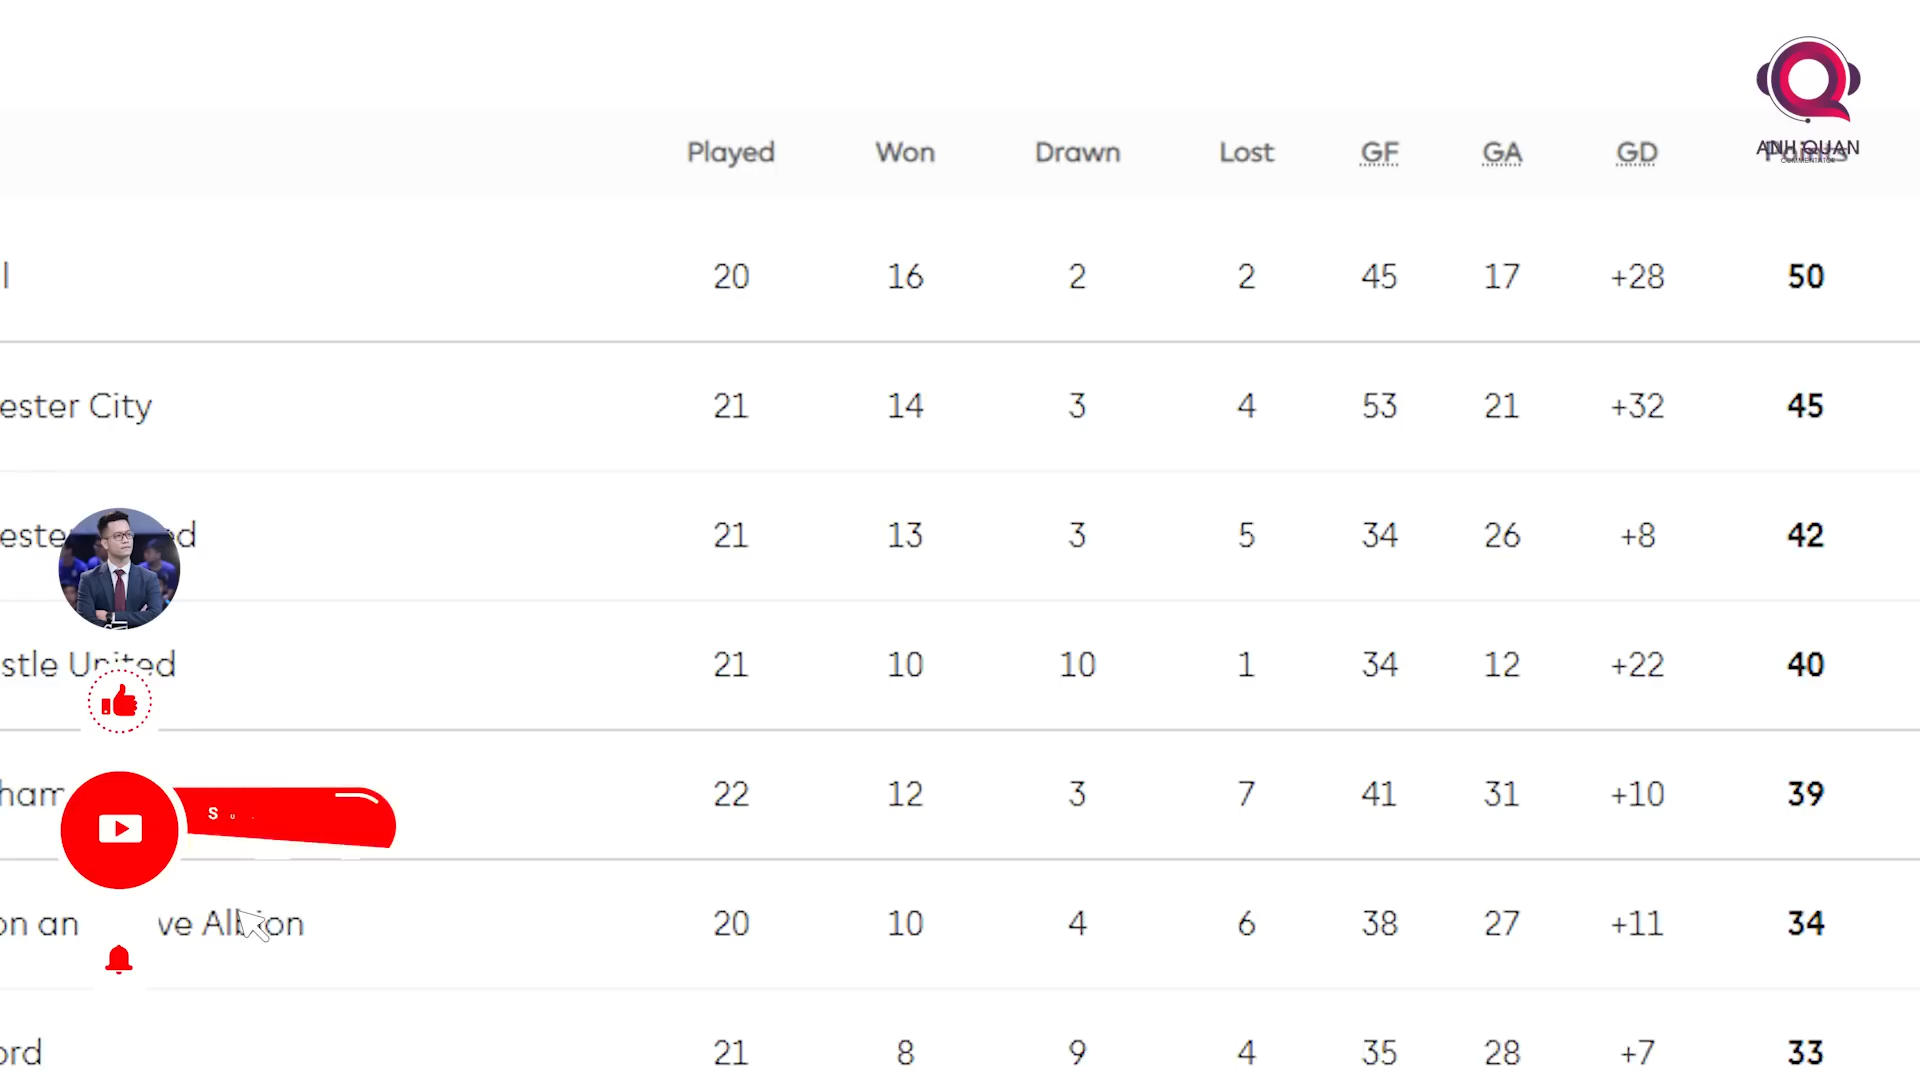 ANH QUAN
COMMENTATOR
Played Won Drawn Lost GF GA GD Points
l 20 16 2 2 45 17 +28 50
ester City 21 14 3 4 53 21 +32 45
este ed 21 13 3 5 34 26 +8 42
stle United 21 10 10 1 34 12 +22 40
ham 22 12 3 7 41 31 +10 39
S u
on an ve Albion 20 10 4 6 38 27 +11 34
ord 21 8 9 4 35 28 +7 33